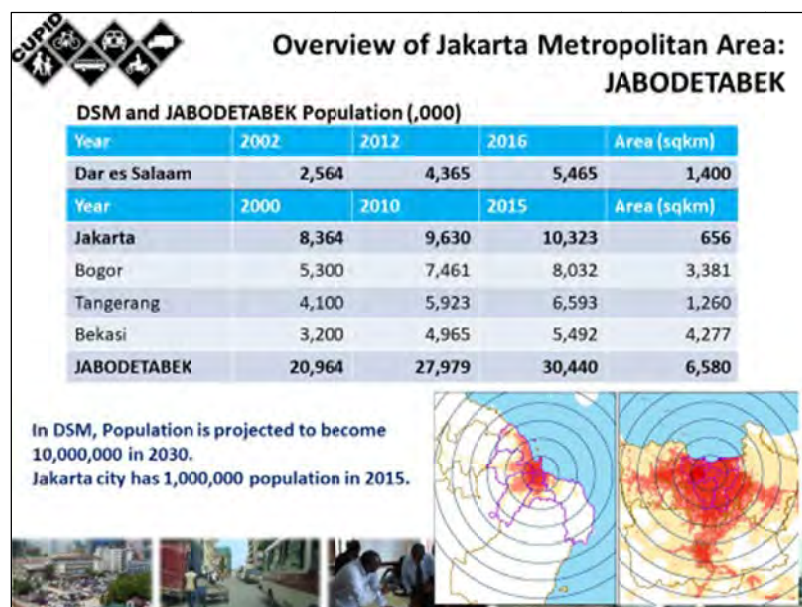 CUPID
Overview of Jakarta Metropolitan Area:
JABODETABEK
DSM and JABODETABEK Population (,000)
Year 2002 2012 2016 Area (sqkm)
Dar es Salaam 2,564 4,365 5,465 1,400
Year 2000 2010 2015 Area (sqkm)
Jakarta 8,364 9,630 10,323 656
Bogor 5,300 7,461 8,032 3,381
Tangerang 4,100 5,923 6,593 1,260
Bekasi 3,200 4,965 5,492 4,277
JABODETABEK 20,964 27,979 30,440 6,580
In DSM, Population is projected to become
10,000,000 in 2030.
Jakarta city has 1,000,000 population in 2015.